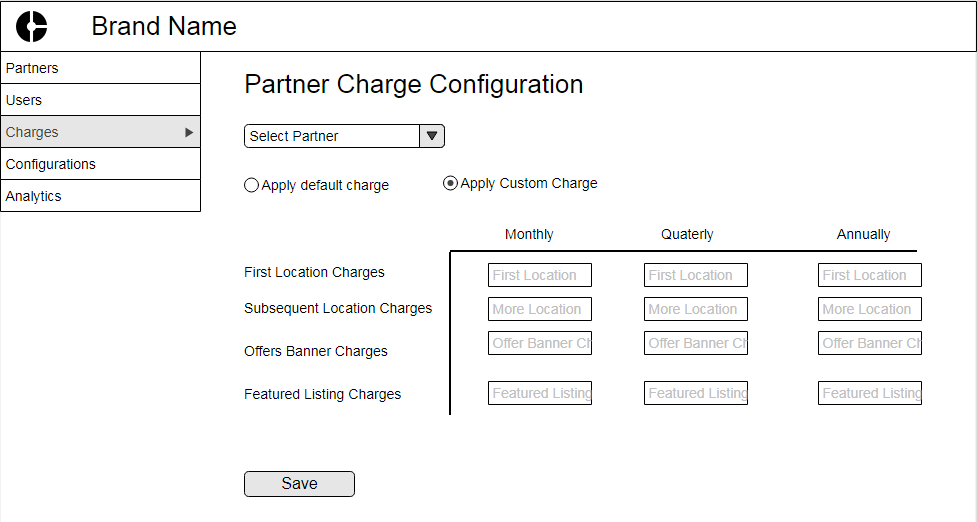 Brand Name
Partners
Users
Charges
Configurations
Analytics
Partner Charge Configuration
Select Partner
Apply default charge Apply Custom Charge
Monthly Quaterly Annually
First Location Charges First Location First Location First Location
Subsequent Location Charges More Location More Location More Location
Offers Banner Charges Offer Banner Ch Offer Banner Ch Offer Banner Ch
Featured Listing Charges Featured Listing Featured Listing Featured Listing
Save